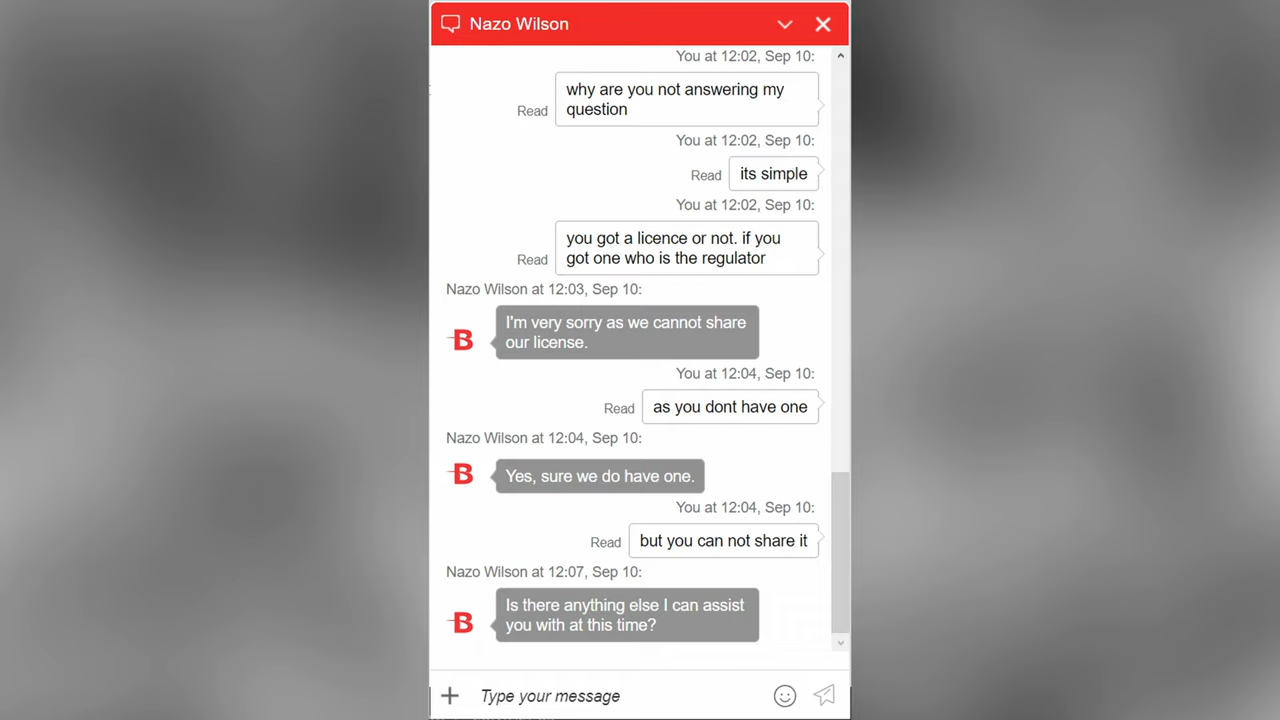 Nazo Wilson
You at 12:02, Sep 10:
why are you not answering my
question
Read
You at 12:02, Sep 10:
its simple
Read
You at 12:02, Sep 10:
you got a licence or not. if you
got one who is the regulator
Read
Nazo Wilson at 12:03, Sep 10:
B
I'm very sorry as we cannot share
our license.
You at 12:04, Sep 10:
as you dont have one
Read
Nazo Wilson at 12:04, Sep 10:
B
Yes, sure we do have one.
You at 12:04, Sep 10:
but you can not share it
Read
Nazo Wilson at 12:07, Sep 10:
B
Is there anything else I can assist
you with at this time?
Type your message